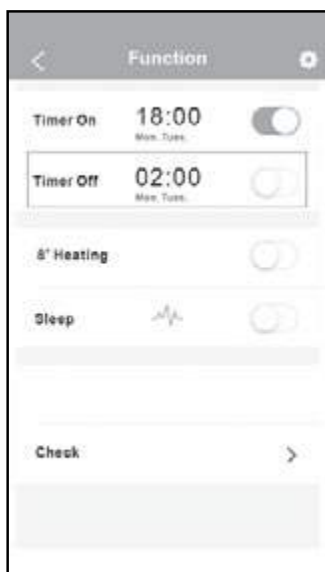 Function
Timer On 18:00
Mon. Tues.
Timer Off 02:00
Mon. Tues.
8° Heating
Sleep
Check